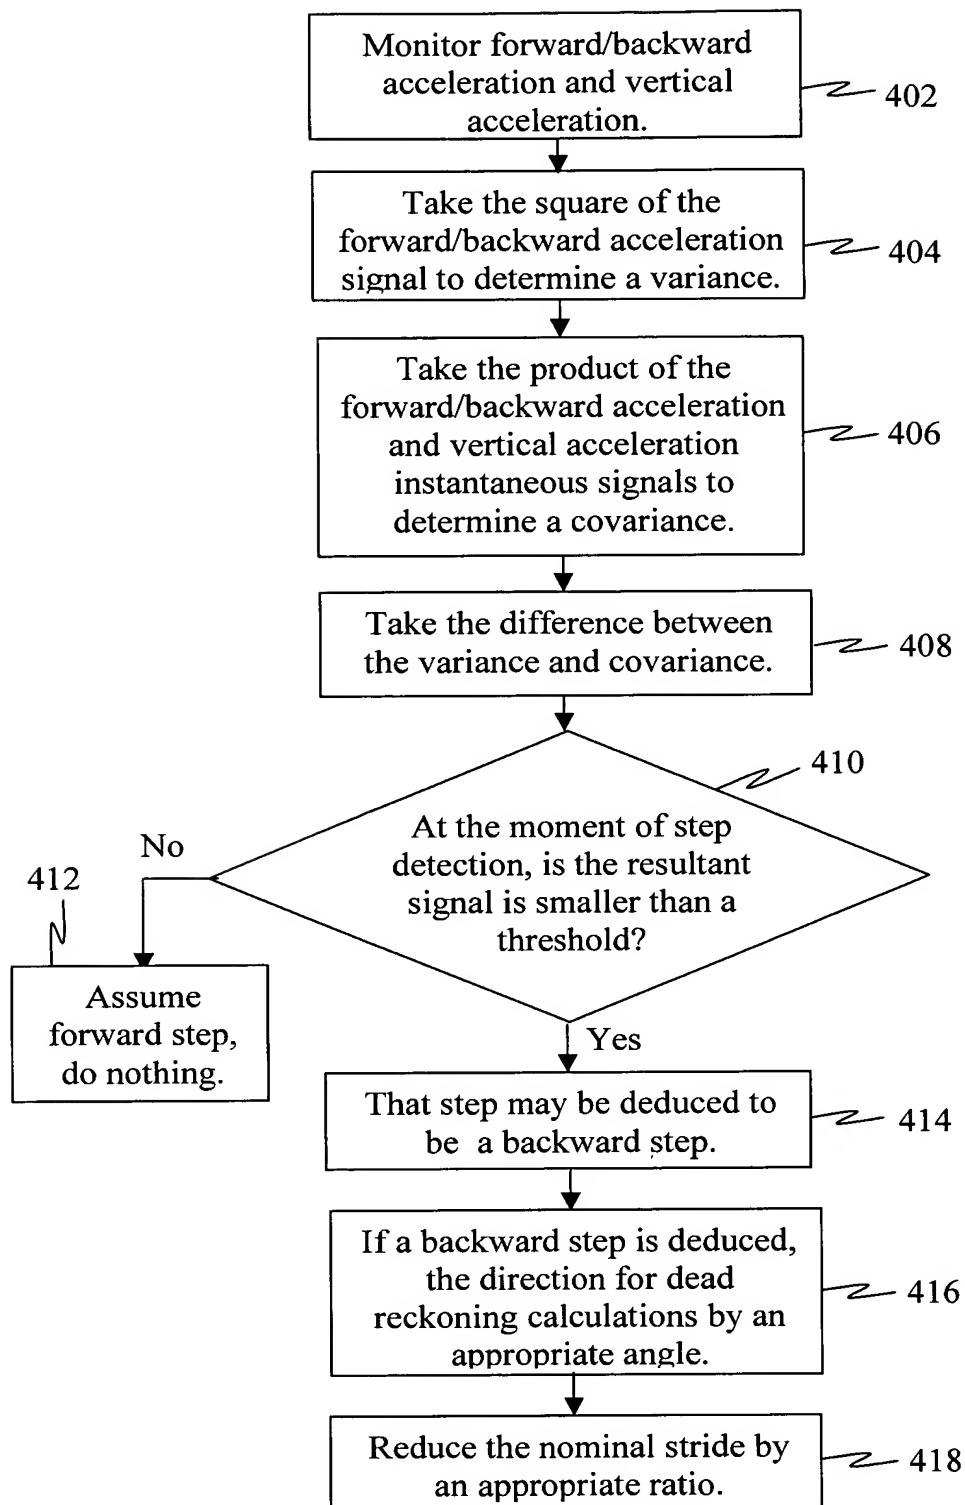 Monitor forward/backward
acceleration and vertical
acceleration.
402
Take the square of the
forward/backward acceleration
signal to determine a variance.
404
Take the product of the
forward/backward acceleration
and vertical acceleration
instantaneous signals to
determine a covariance.
406
Take the difference between
the variance and covariance.
408
410
At the moment of step
detection, is the resultant
signal is smaller than a
threshold?
No
412
Assume
forward step,
do nothing.
Yes
That step may be deduced to
be a backward step.
414
If a backward step is deduced,
the direction for dead
reckoning calculations by an
appropriate angle.
416
Reduce the nominal stride by
an appropriate ratio.
418